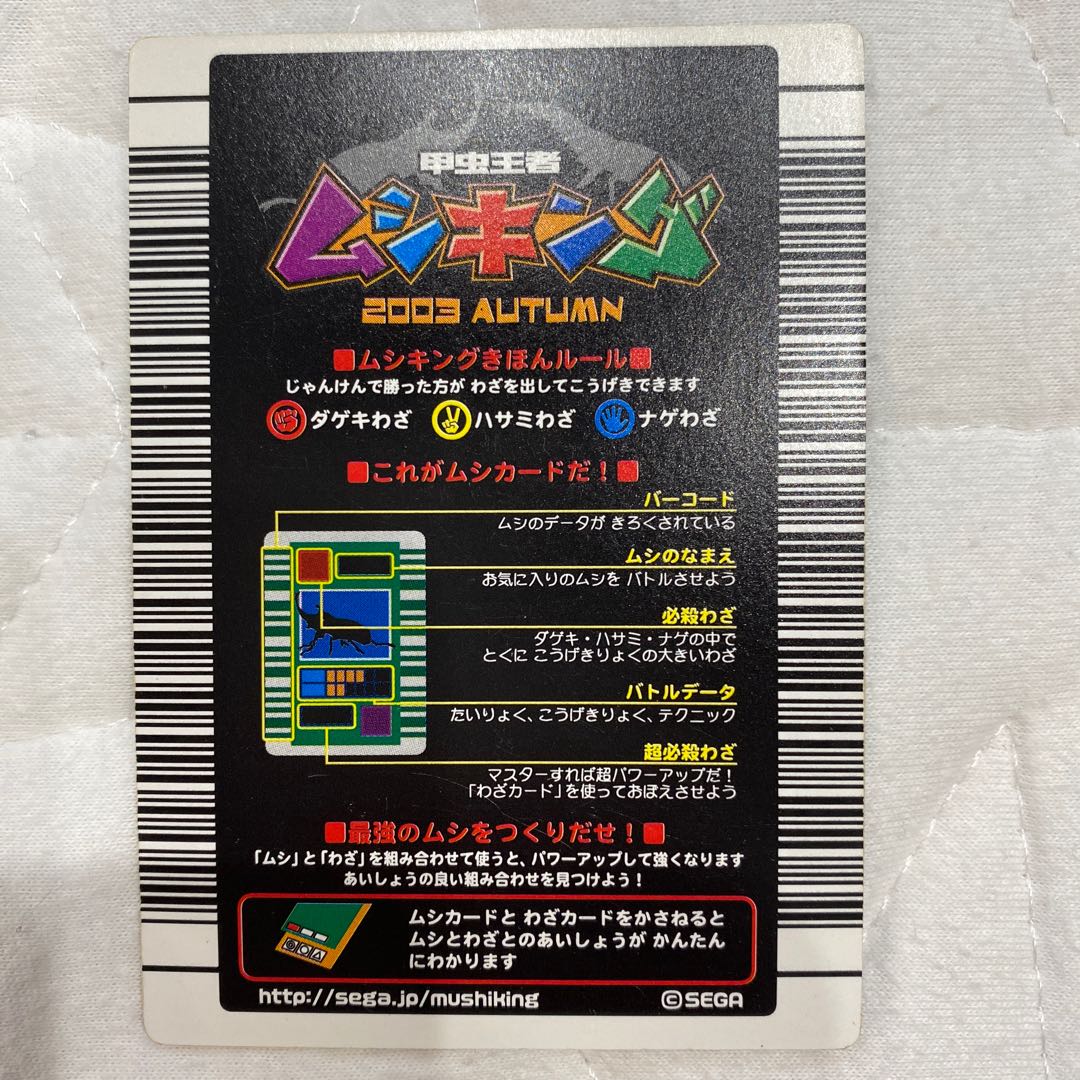 甲虫王者
ムシキング
2003 AUTUMN
■ムシキングきほんルール■
じゃんけんで勝った方が わざを出してこうげきできます
ダゲキわざ ハサミわざ ナゲわざ
■これがムシカードだ！■
バーコード
ムシのデータが きろくされている
ムシのなまえ
お気に入りのムシを バトルさせよう
必殺わざ
ダゲキ・ハサミ・ナゲの中で
とくに こうげきりょくの大きいわざ
バトルデータ
たいりょく、こうげきりょく、テクニック
超必殺わざ
マスターすれば超パワーアップだ！
「わざカード」を使っておぼえさせよう
■最強のムシをつくりだせ！■
「ムシ」と「わざ」を組み合わせて使うと、パワーアップして強くなります
あいしょうの良い組み合わせを見つけよう！
ムシカードと わざカードをかさねると
ムシとわざとのあいしょうが かんたん
にわかります
http://sega.jp/mushiking ©SEGA